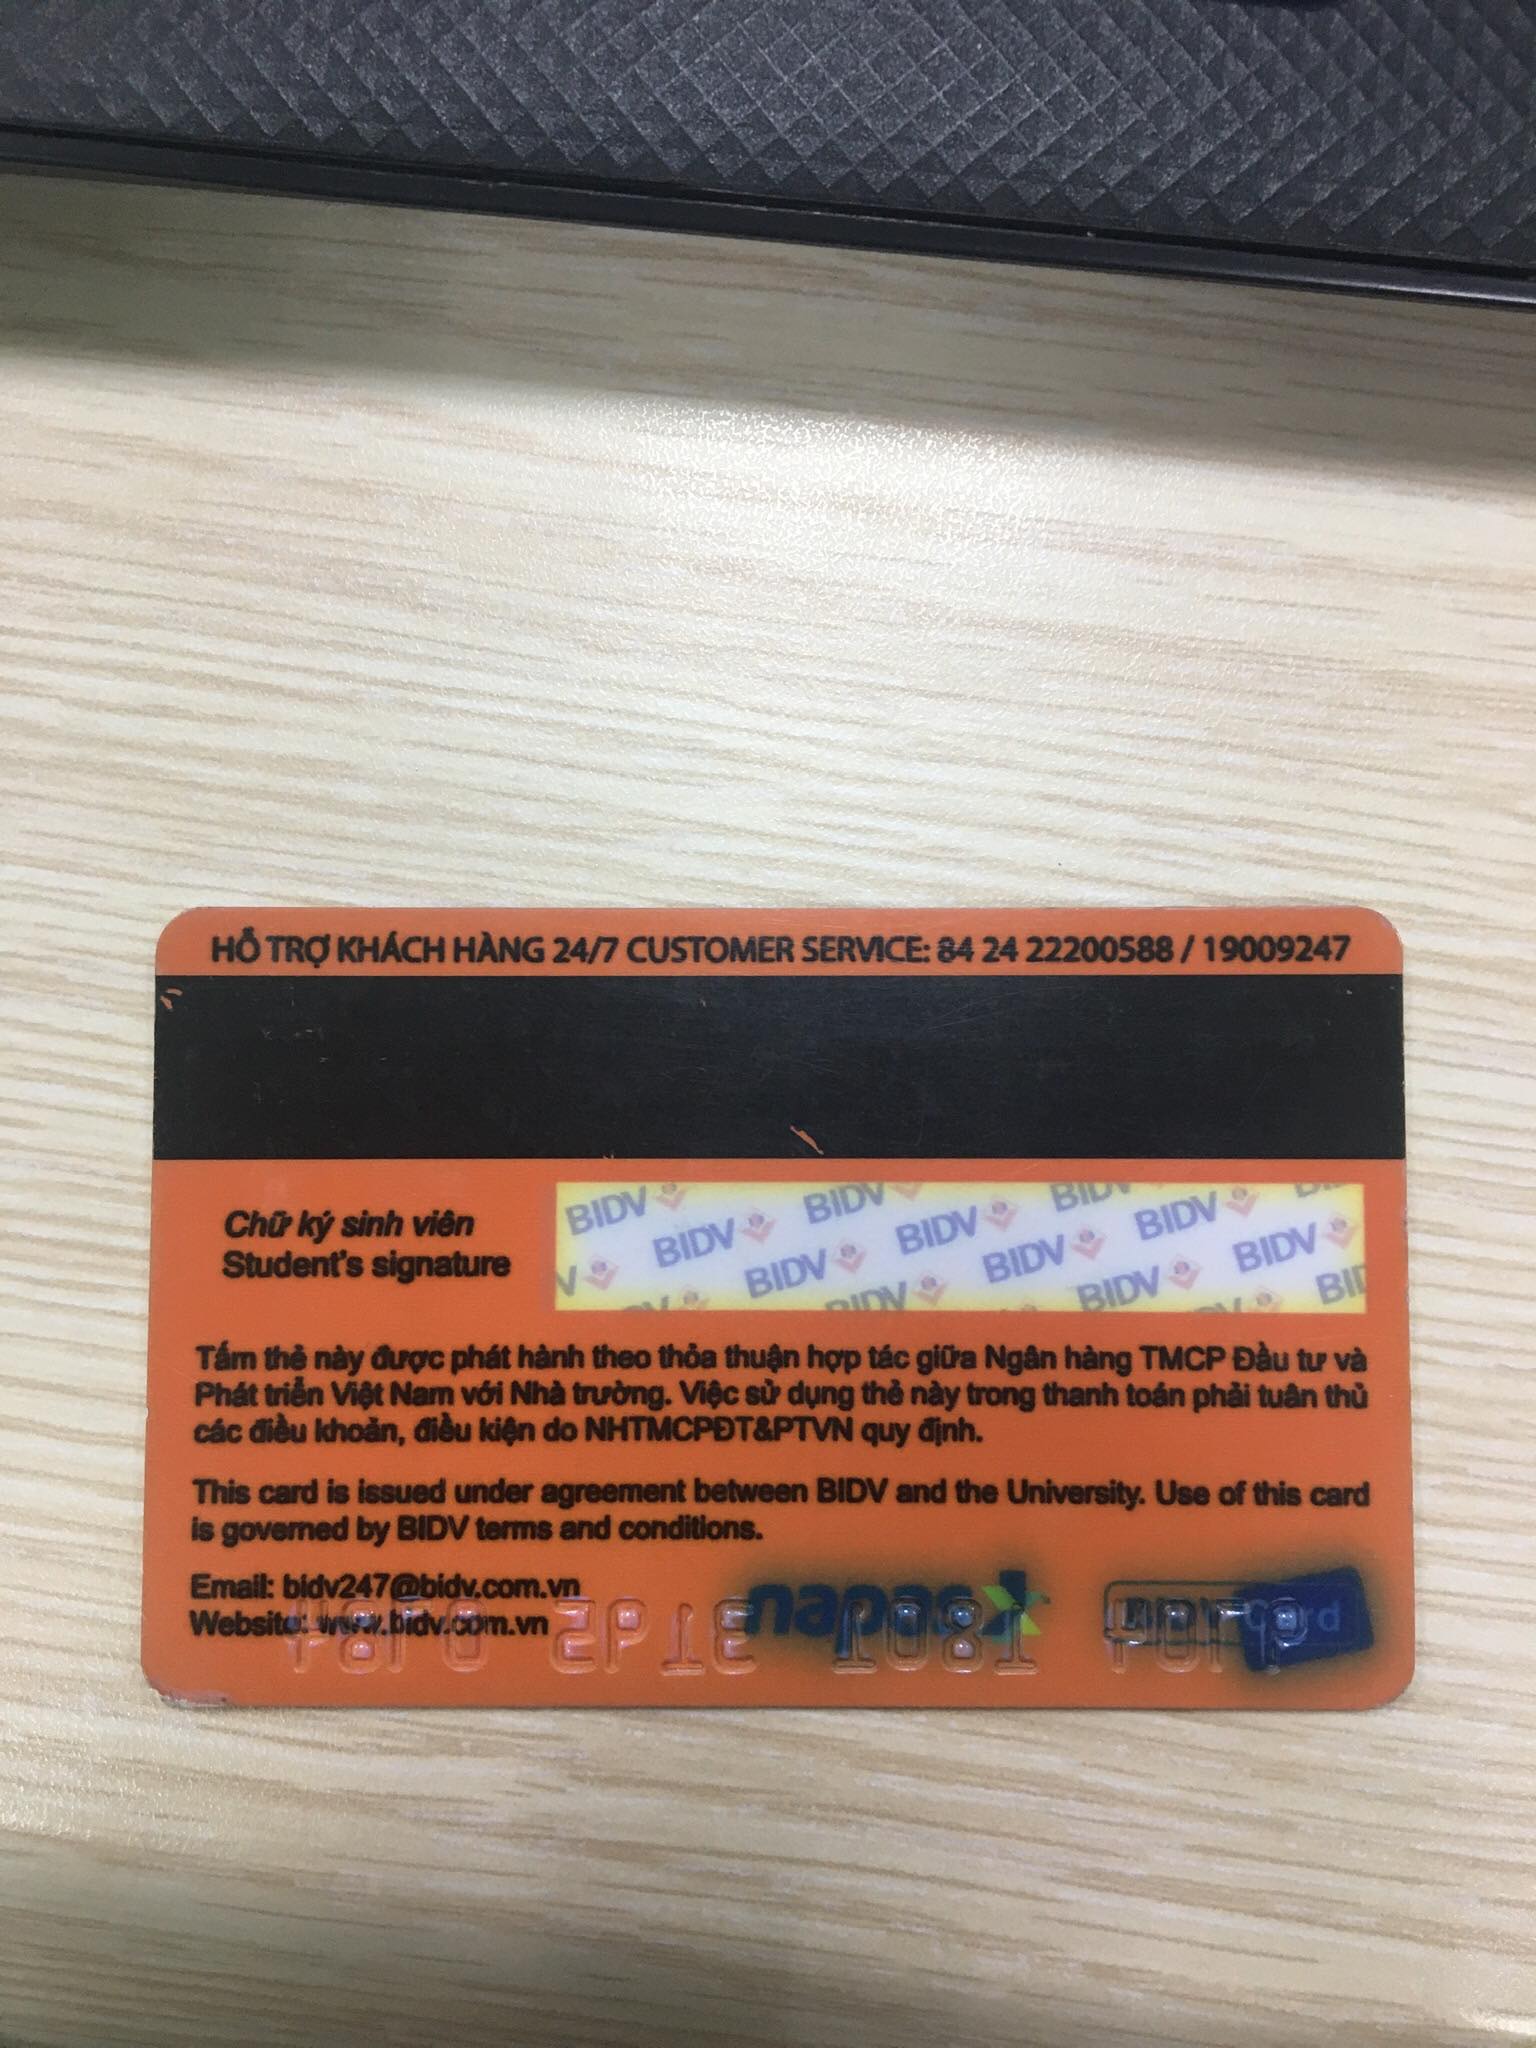 HỖ TRỢ KHÁCH HÀNG 24/7 CUSTOMER SERVICE: 84 24 22200588 / 19009247
Chữ ký sinh viên
Student's signature
BIDV BIDV BIDV
BIDV BIDV BIDV
BIDV BIDV BIDV
BIDV BIDV
Tấm thẻ này được phát hành theo thỏa thuận hợp tác giữa Ngân hàng TMCP Đầu tư và
Phát triển Việt Nam với Nhà trường. Việc sử dụng thẻ này trong thanh toán phải tuân thủ
các điều khoản, điều kiện do NHTMCPĐT&PTVN quy định.
This card is issued under agreement between BIDV and the University. Use of this card
is governed by BIDV terms and conditions.
Email: bidv247@bidv.com.vn
Website: www.bidv.com.vn
napas
Card